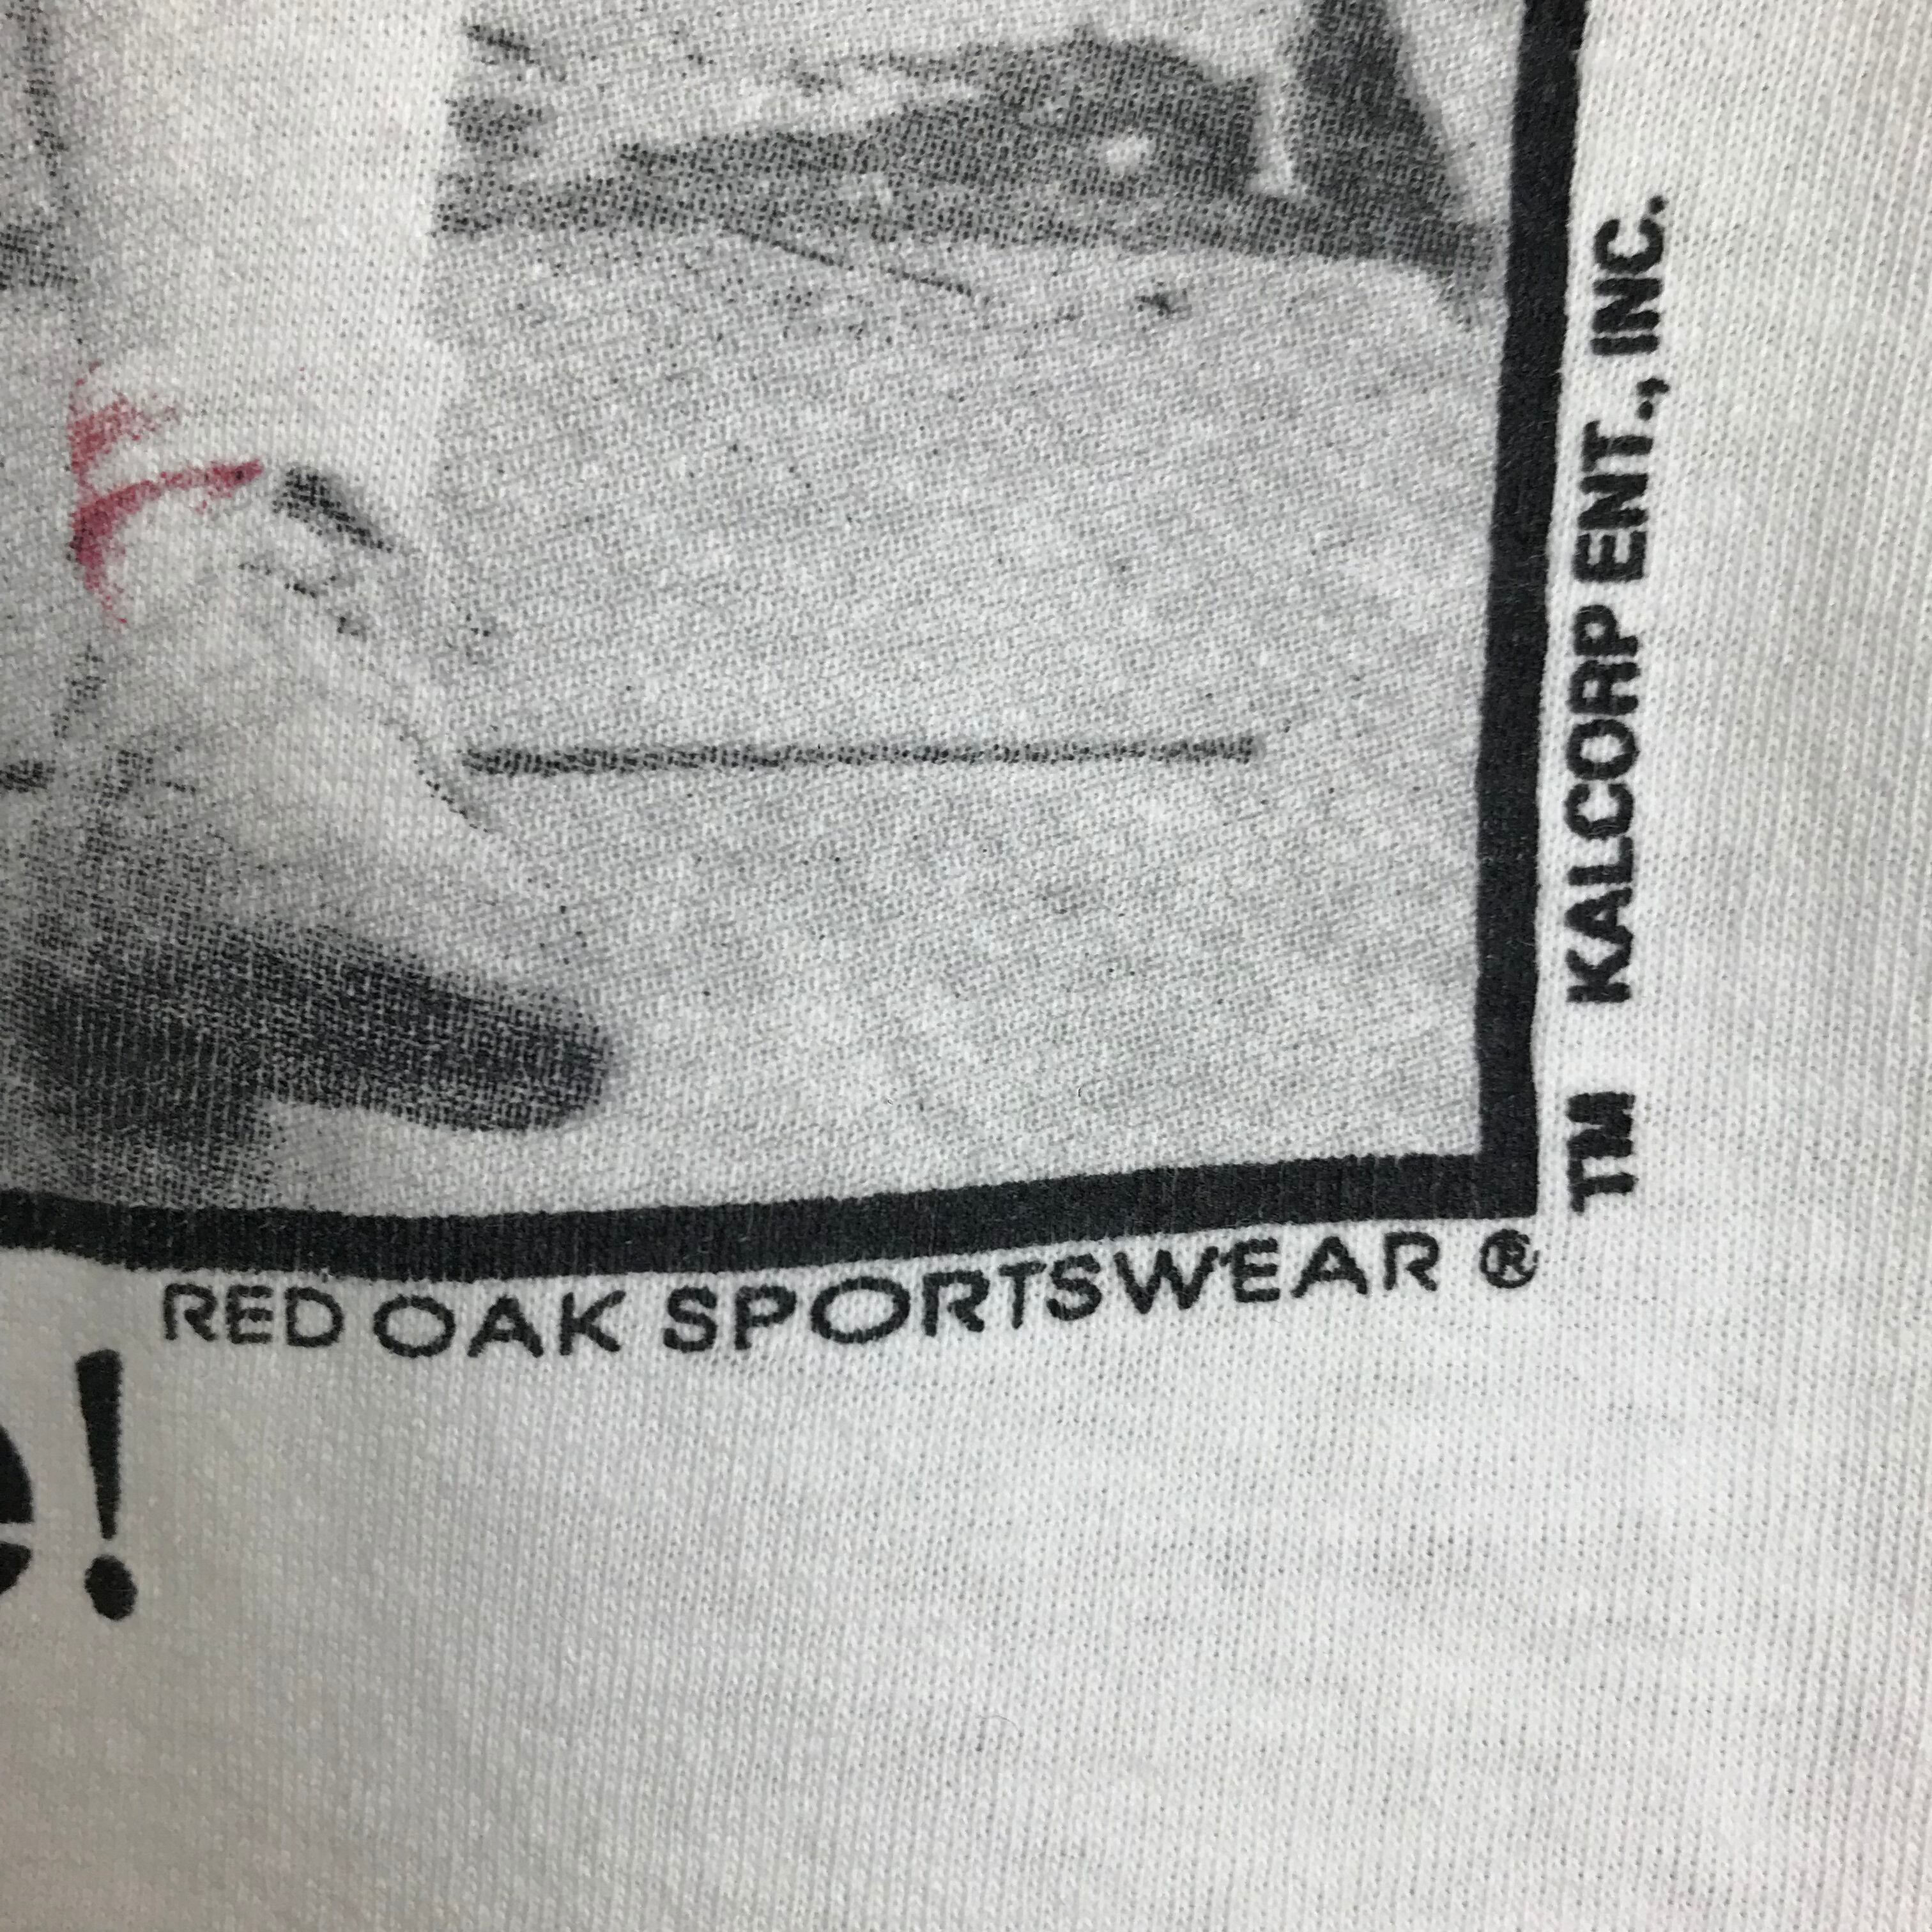 TM KALCORP ENT., INC.
RED OAK SPORTSWEAR ®
e!